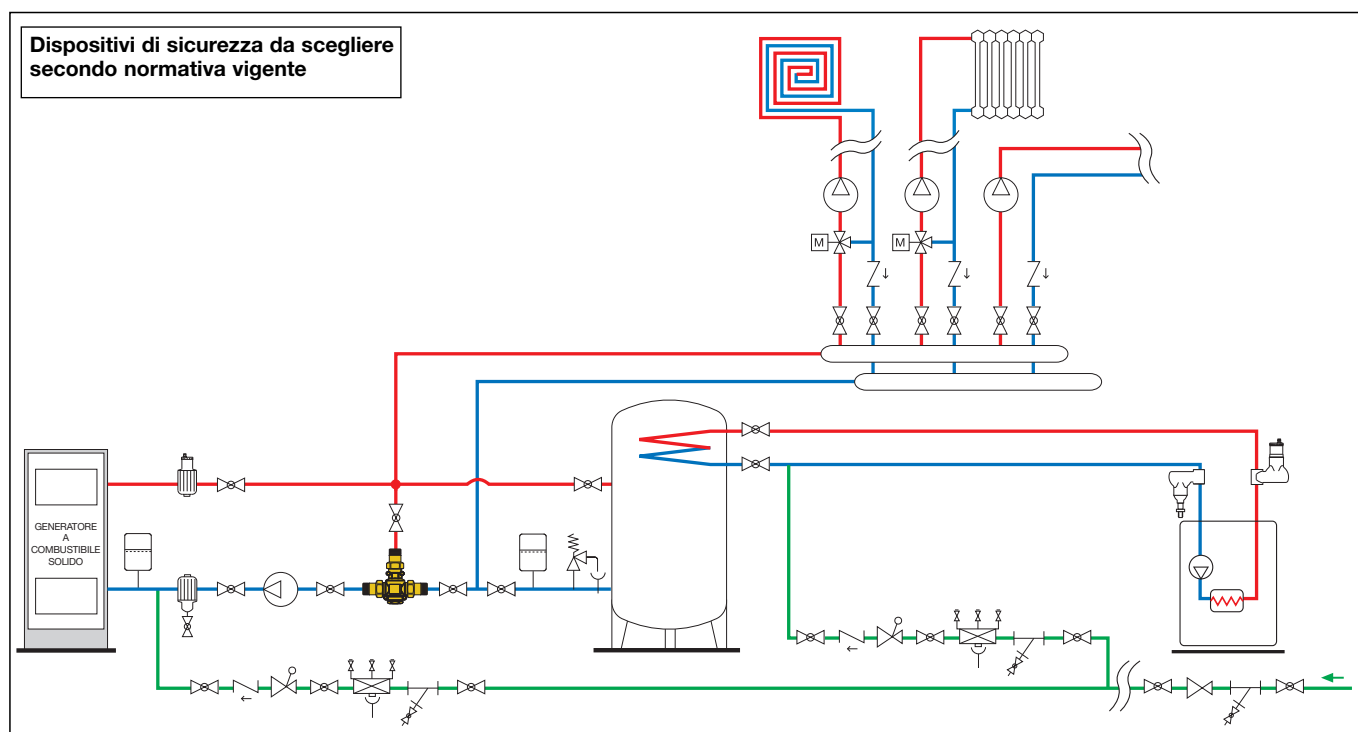 Dispositivi di sicurezza da scegliere
secondo normativa vigente
M
M
GENERATORE
A
COMBUSTIBILE
SOLIDO